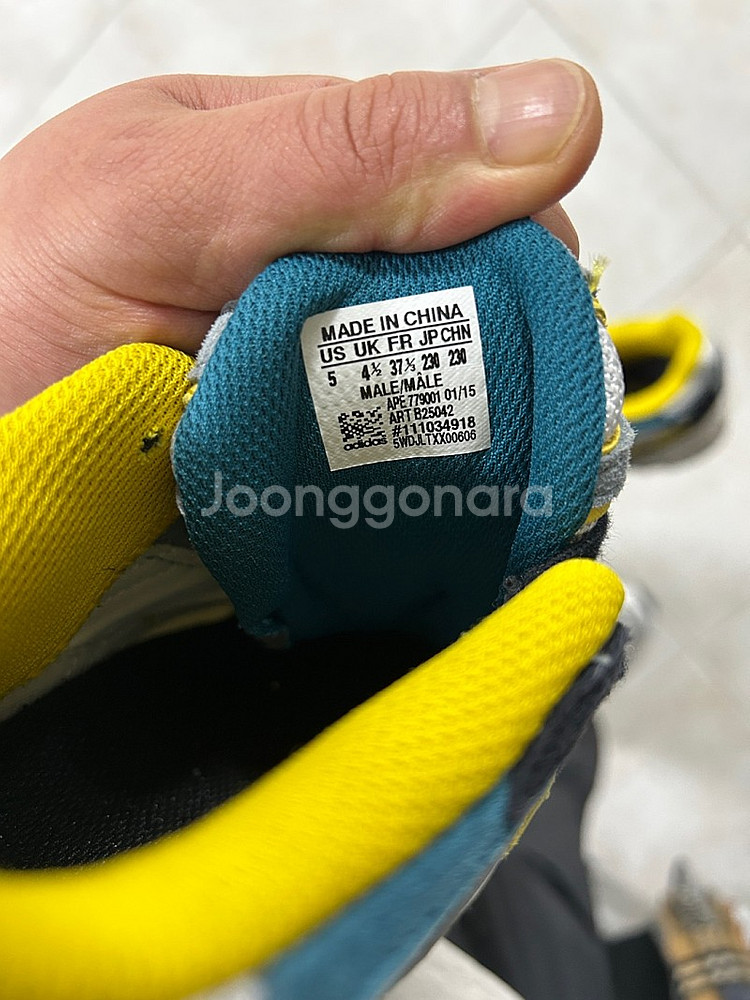 MADE IN CHINA
US UK FR JP CHN
5 4½ 37⅓ 230 230
MALE/MÂLE
APE 779001 01/15
ART B25042
#111034918
adidas 5WDJLTXX00606
Joonggonara